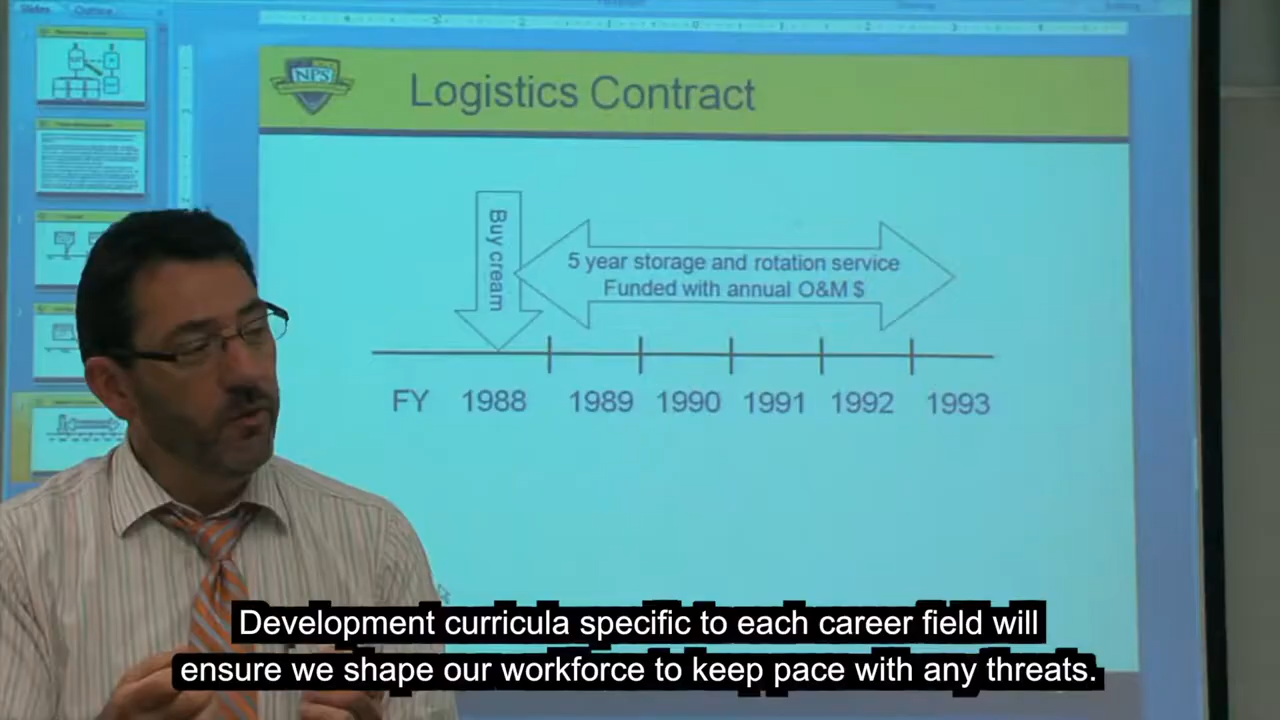 Slides
Outline
NPS
Logistics Contract
Buy cream
5 year storage and rotation service
Funded with annual O&M $
FY 1988 1989 1990 1991 1992 1993
Development curricula specific to each career field will
ensure we shape our workforce to keep pace with any threats.